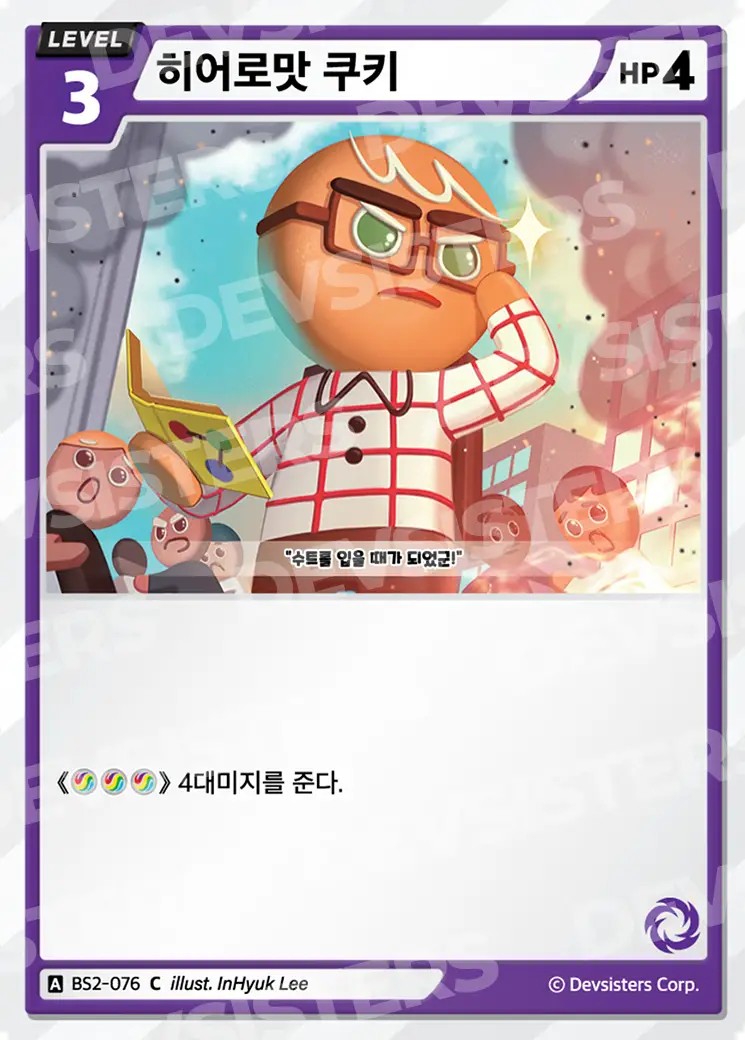 LEVEL
3
히어로맛 쿠키
HP 4
"수트를 입을 때가 되었군!"
《》 4대미지를 준다.
A BS2-076 C illust. InHyuk Lee
© Devsisters Corp.
DEVSISTERS